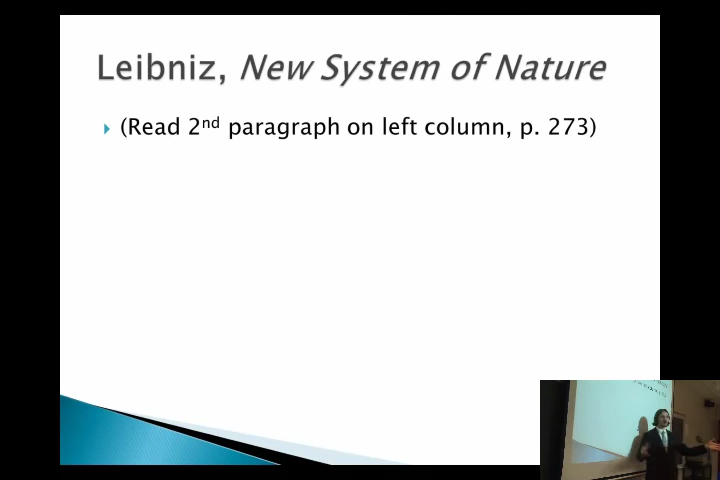 Leibniz, New System of Nature
(Read 2nd paragraph on left column, p. 273)